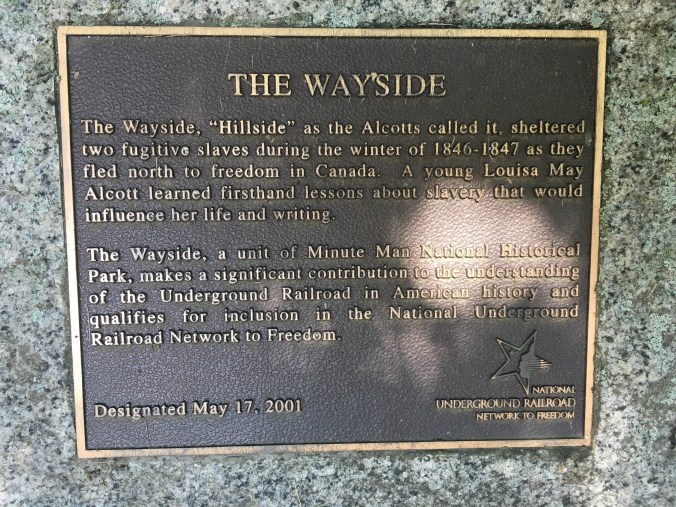 THE WAYSIDE
The Wayside, "Hillside" as the Alcotts called it, sheltered
two fugitive slaves during the winter of 1846-1847 as they
fled north to freedom in Canada. A young Louisa May
Alcott learned firsthand lessons about slavery that would
influence her life and writing.
The Wayside, a unit of Minute Man National Historical
Park, makes a significant contribution to the understanding
of the Underground Railroad in American history and
qualifies for inclusion in the National Underground
Railroad Network to Freedom.
Designated May 17, 2001
NATIONAL
UNDERGROUND RAILROAD
NETWORK TO FREEDOM